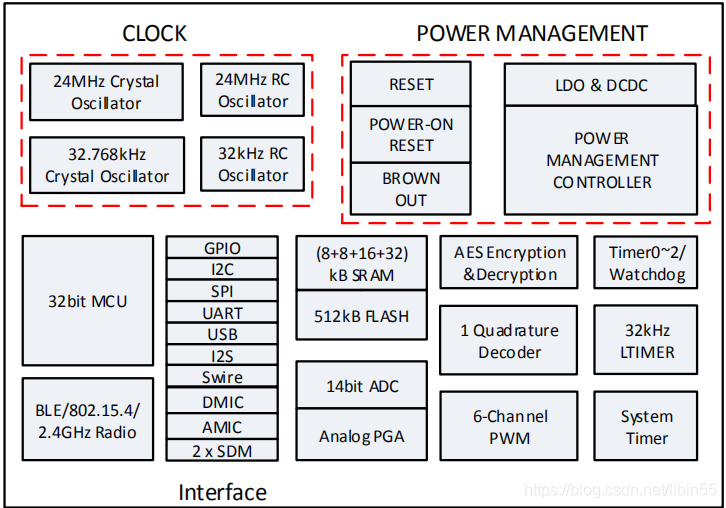 CLOCK
POWER MANAGEMENT
24MHz Crystal
Oscillator
24MHz RC
Oscillator
32.768kHz
Crystal Oscillator
32kHz RC
Oscillator
RESET
POWER-ON
RESET
BROWN
OUT
LDO & DCDC
POWER
MANAGEMENT
CONTROLLER
32bit MCU
BLE/802.15.4/
2.4GHz Radio
GPIO
I2C
SPI
UART
USB
I2S
Swire
DMIC
AMIC
2 x SDM
(8+8+16+32)
kB SRAM
512kB FLASH
14bit ADC
Analog PGA
AES Encryption
&Decryption
1 Quadrature
Decoder
6-Channel
PWM
Timer0~2/
Watchdog
32kHz
LTIMER
System
Timer
Interface
https://blog.csdn.net/libin55